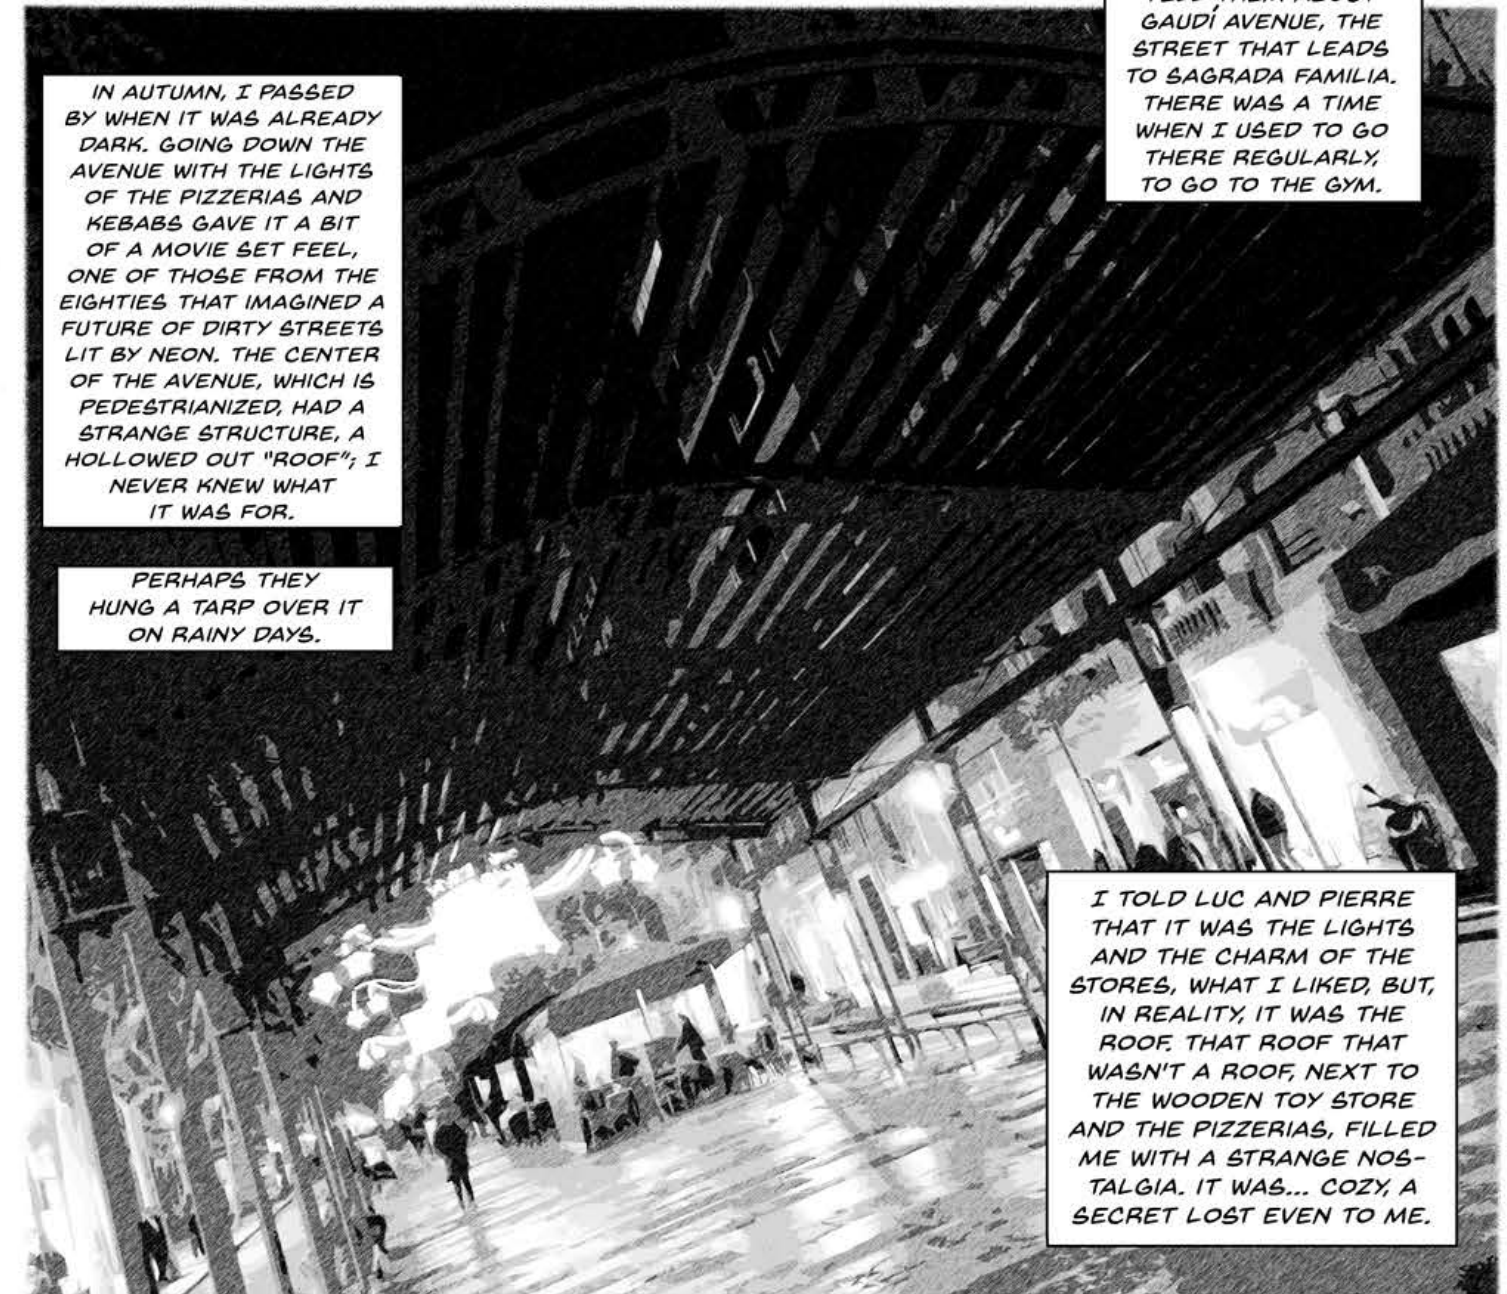 GAUDÍ AVENUE, THE
STREET THAT LEADS
TO SAGRADA FAMILIA.
THERE WAS A TIME
WHEN I USED TO GO
THERE REGULARLY,
TO GO TO THE GYM.
IN AUTUMN, I PASSED
BY WHEN IT WAS ALREADY
DARK. GOING DOWN THE
AVENUE WITH THE LIGHTS
OF THE PIZZERIAS AND
KEBABS GAVE IT A BIT
OF A MOVIE SET FEEL,
ONE OF THOSE FROM THE
EIGHTIES THAT IMAGINED A
FUTURE OF DIRTY STREETS
LIT BY NEON. THE CENTER
OF THE AVENUE, WHICH IS
PEDESTRIANIZED, HAD A
STRANGE STRUCTURE, A
HOLLOWED OUT "ROOF"; I
NEVER KNEW WHAT
IT WAS FOR.
PERHAPS THEY
HUNG A TARP OVER IT
ON RAINY DAYS.
I TOLD LUC AND PIERRE
THAT IT WAS THE LIGHTS
AND THE CHARM OF THE
STORES, WHAT I LIKED, BUT,
IN REALITY, IT WAS THE
ROOF. THAT ROOF THAT
WASN'T A ROOF, NEXT TO
THE WOODEN TOY STORE
AND THE PIZZERIAS, FILLED
ME WITH A STRANGE NOS-
TALGIA. IT WAS... COZY, A
SECRET LOST EVEN TO ME.